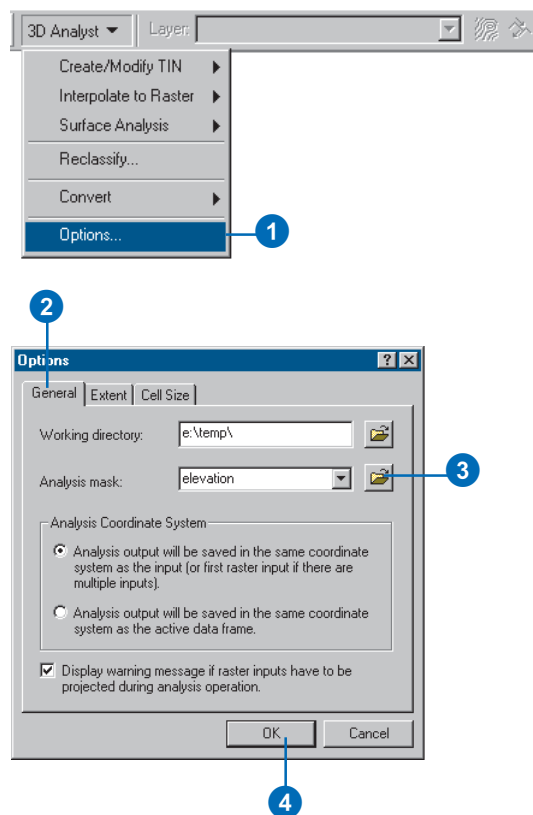 3D Analyst Layer:
Create/Modify TIN
Interpolate to Raster
Surface Analysis
Reclassify...
Convert
Options...
1
2
Options
General Extent Cell Size
Working directory: e:\temp\
Analysis mask: elevation
3
Analysis Coordinate System
Analysis output will be saved in the same coordinate
system as the input (or first raster input if there are
multiple inputs).
Analysis output will be saved in the same coordinate
system as the active data frame.
Display warning message if raster inputs have to be
projected during analysis operation.
OK Cancel
4